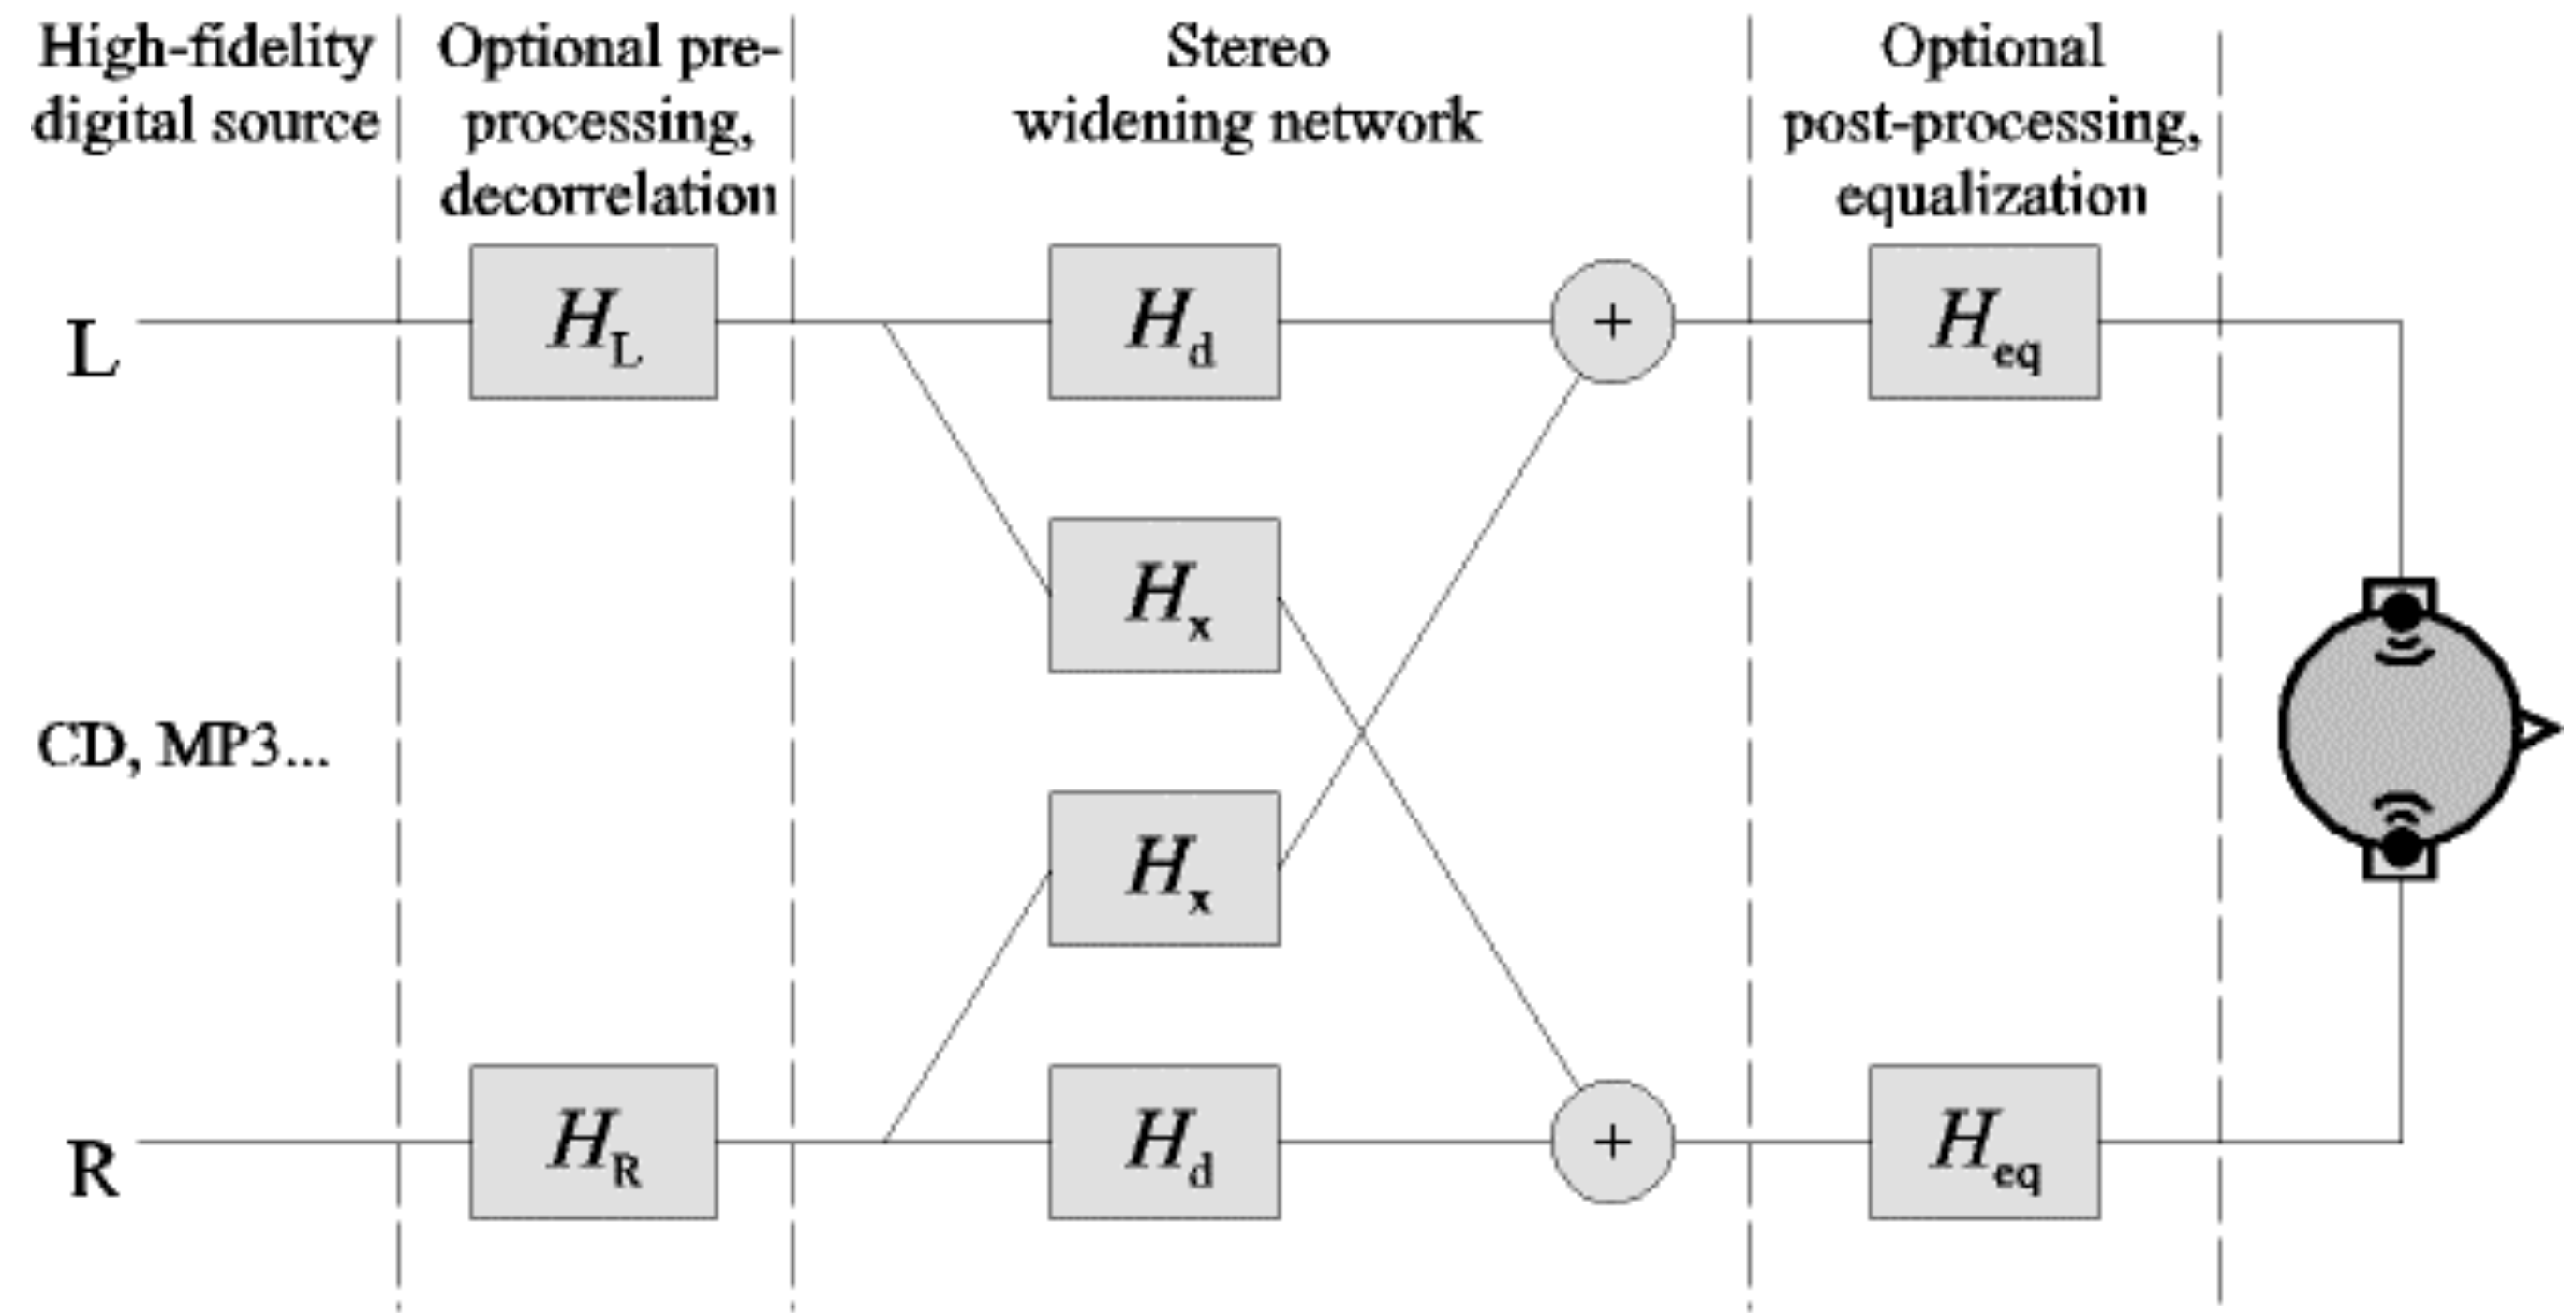 High-fidelity
digital source
Optional pre-
processing,
decorrelation
Stereo
widening network
Optional
post-processing,
equalization
L
H_L
H_d
+
H_eq
H_x
CD, MP3...
H_x
R
H_R
H_d
+
H_eq